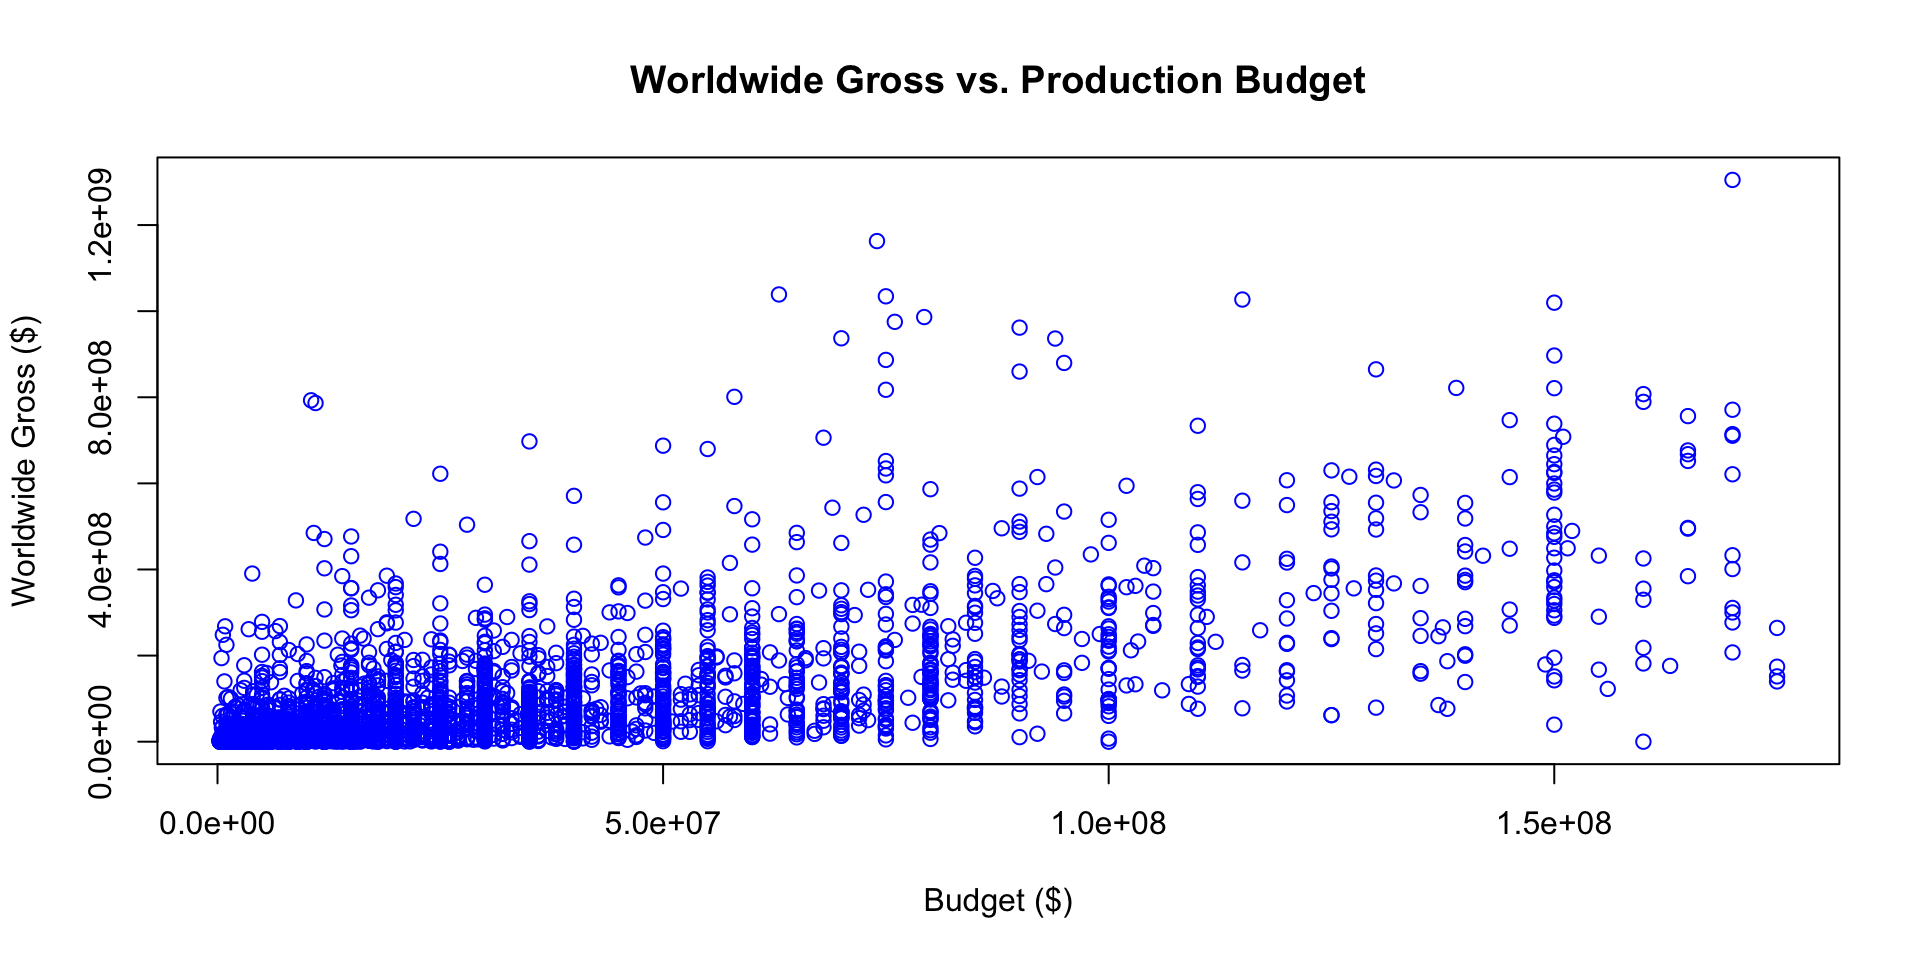 Worldwide Gross vs. Production Budget
Worldwide Gross ($)
1.2e+09
8.0e+08
4.0e+08
0.0e+00
0.0e+00 5.0e+07 1.0e+08 1.5e+08
Budget ($)